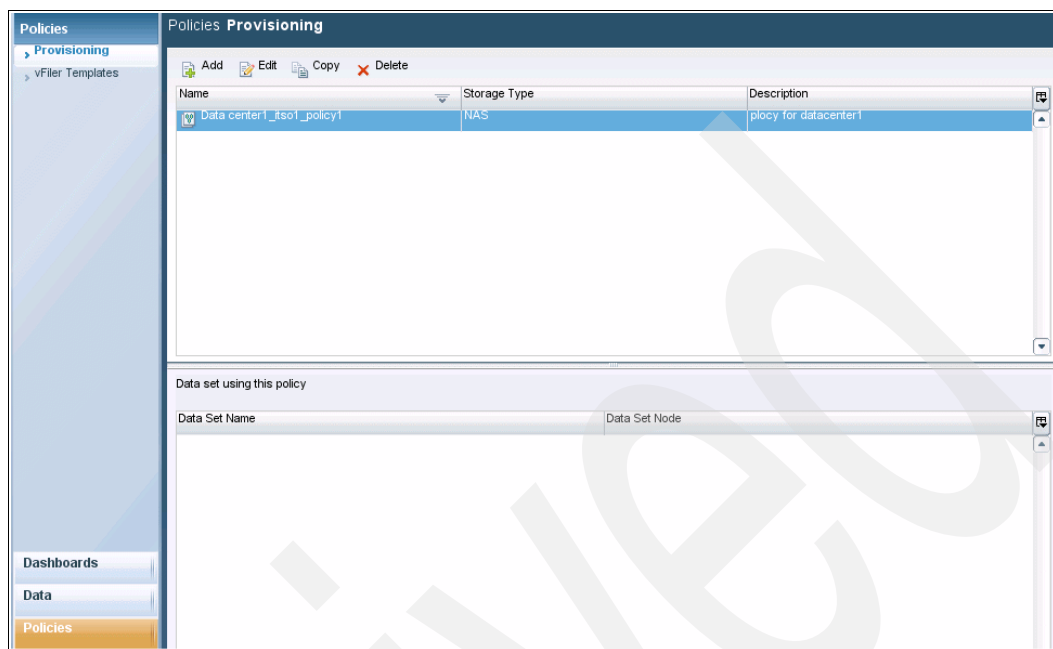 Policies
Provisioning
vFiler Templates
Dashboards
Data
Policies
Policies Provisioning
Add Edit Copy Delete
Name Storage Type Description
Data center1_itso1_policy1 NAS plocy for datacenter1
Data set using this policy
Data Set Name Data Set Node